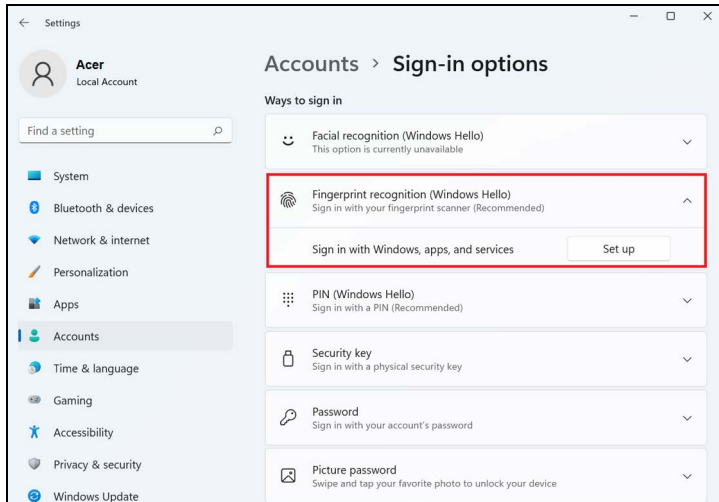 Settings
Acer
Local Account
Find a setting
System
Bluetooth & devices
Network & internet
Personalization
Apps
Accounts
Time & language
Gaming
Accessibility
Privacy & security
Windows Update
Accounts > Sign-in options
Ways to sign in
Facial recognition (Windows Hello)
This option is currently unavailable
Fingerprint recognition (Windows Hello)
Sign in with your fingerprint scanner (Recommended)
Sign in with Windows, apps, and services Set up
PIN (Windows Hello)
Sign in with a PIN (Recommended)
Security key
Sign in with a physical security key
Password
Sign in with your account's password
Picture password
Swipe and tap your favorite photo to unlock your device